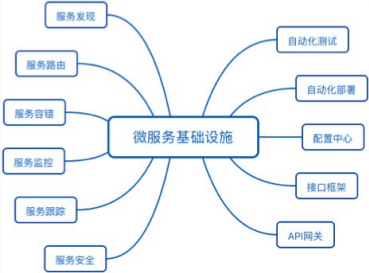 服务发现
服务路由
服务容错
服务监控
服务跟踪
服务安全
微服务基础设施
自动化测试
自动化部署
配置中心
接口框架
API网关